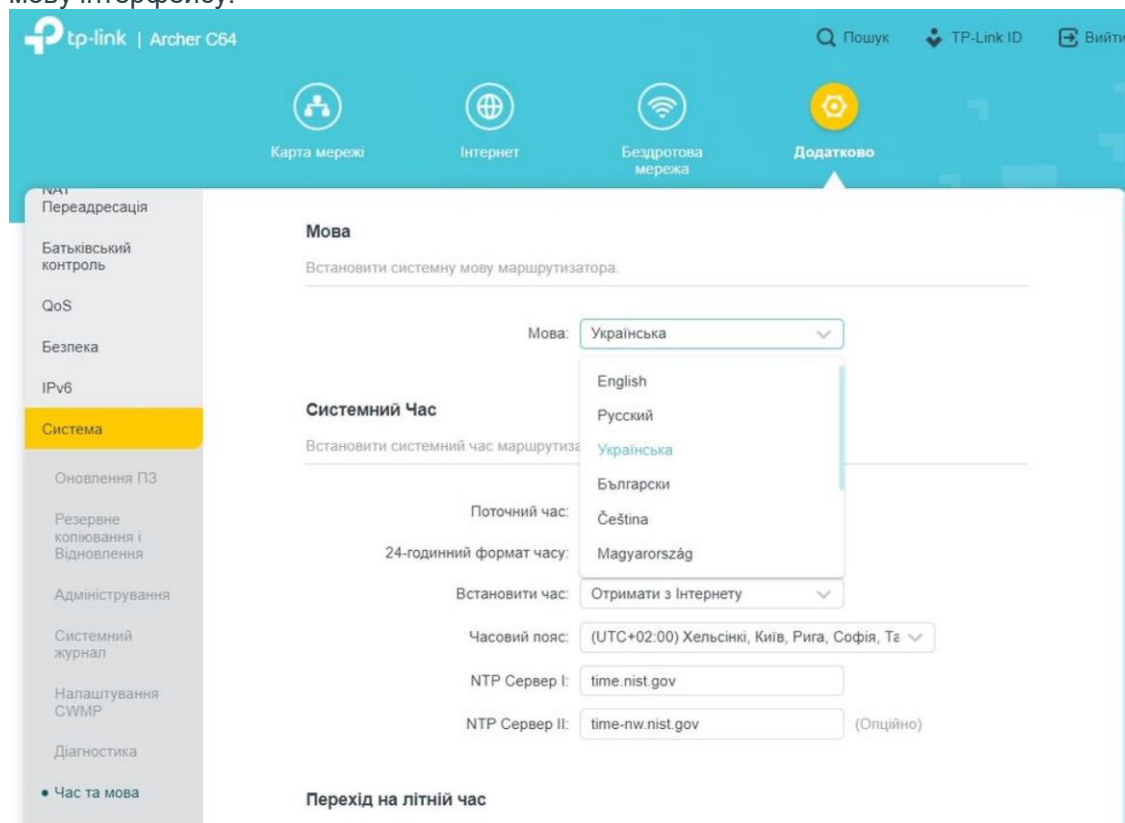 мову інтерфейсу.
tp-link | Archer C64
Пошук
TP-Link ID
Вийти
Карта мережі
Інтернет
Бездротова
мережа
Додатково
NAT
Переадресація
Батьківський
контроль
QoS
Безпека
IPv6
Система
Оновлення ПЗ
Резервне
копіювання і
Відновлення
Адміністрування
Системний
журнал
Налаштування
CWMP
Діагностика
• Час та мова
Мова
Встановити системну мову маршрутизатора.
Мова: Українська
English
Русский
Українська
Български
Čeština
Magyarország
Системний Час
Встановити системний час маршрутиза
Поточний час:
24-годинний формат часу:
Встановити час: Отримати з Інтернету
Часовий пояс: (UTC+02:00) Хельсінкі, Київ, Рига, Софія, Та
NTP Сервер I: time.nist.gov
NTP Сервер II: time-nw.nist.gov (Опційно)
Перехід на літній час